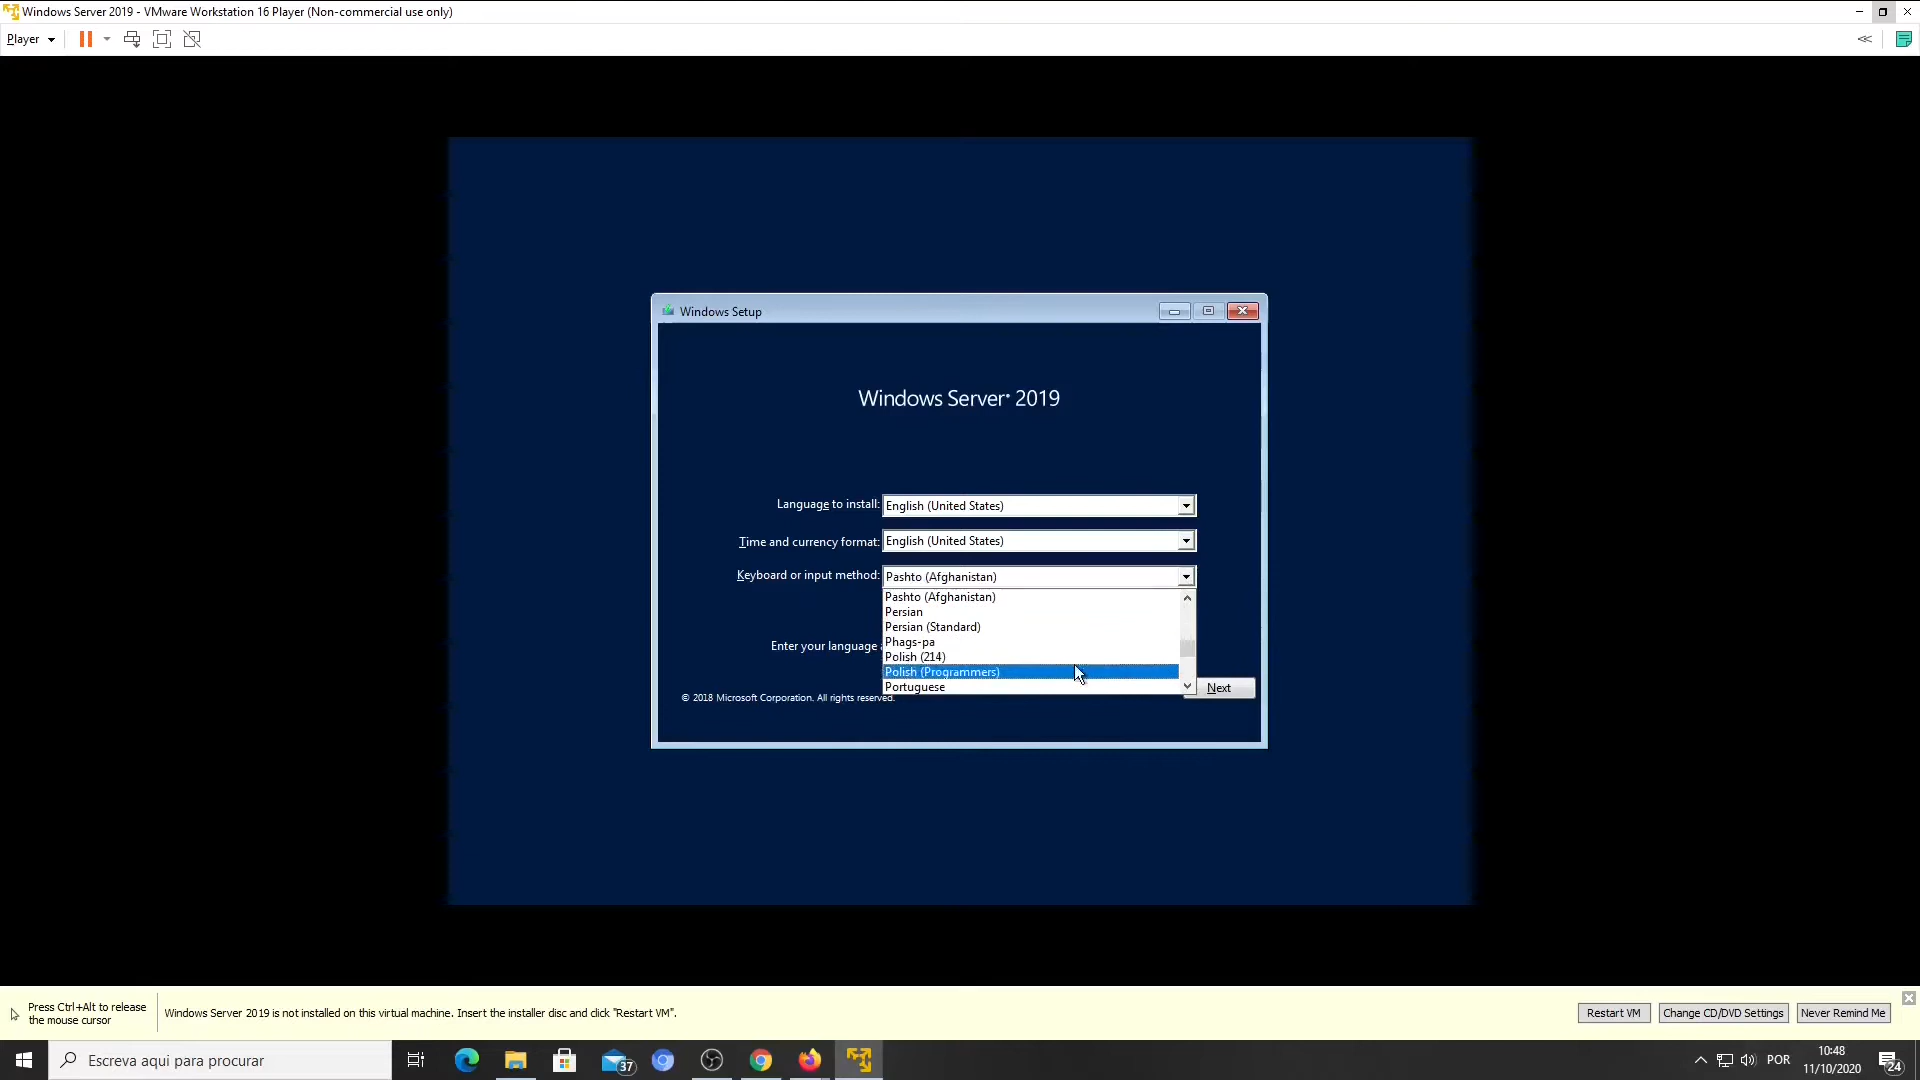 Windows Server 2019 - VMware Workstation 16 Player (Non-commercial use only)
Player
Windows Setup
Windows Server® 2019
Language to install: English (United States)
Time and currency format: English (United States)
Keyboard or input method: Pashto (Afghanistan)
Pashto (Afghanistan)
Persian
Persian (Standard)
Phags-pa
Enter your language
Polish (214)
Polish (Programmers)
Portuguese
Next
© 2018 Microsoft Corporation. All rights reserved.
Press Ctrl+Alt to release
the mouse cursor
Windows Server 2019 is not installed on this virtual machine. Insert the installer disc and click "Restart VM".
Restart VM
Change CD/DVD Settings
Never Remind Me
Escreva aqui para procurar
37
POR
10:48
11/10/2020
24